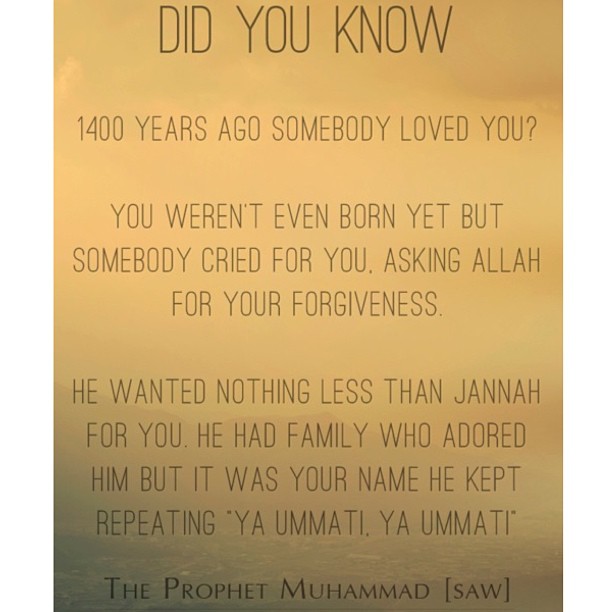 DID YOU KNOW
1400 YEARS AGO SOMEBODY LOVED YOU?
YOU WEREN'T EVEN BORN YET BUT
SOMEBODY CRIED FOR YOU, ASKING ALLAH
FOR YOUR FORGIVENESS.
HE WANTED NOTHING LESS THAN JANNAH
FOR YOU. HE HAD FAMILY WHO ADORED
HIM BUT IT WAS YOUR NAME HE KEPT
REPEATING "YA UMMATI, YA UMMATI"
THE PROPHET MUHAMMAD [SAW]